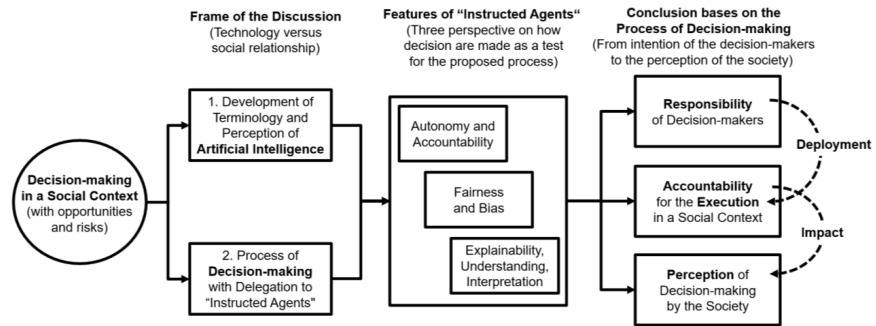 Frame of the Discussion
(Technology versus
social relationship)
Features of “Instructed Agents“
(Three perspective on how
decision are made as a test
for the proposed process)
Conclusion bases on the
Process of Decision-making
(From intention of the decision-makers
to the perception of the society)
Decision-making
in a Social Context
(with opportunities
and risks)
1. Development of
Terminology and
Perception of
Artificial Intelligence
2. Process of
Decision-making
with Delegation to
“Instructed Agents"
Autonomy and
Accountability
Fairness
and Bias
Explainability,
Understanding,
Interpretation
Responsibility
of Decision-makers
Deployment
Accountability
for the Execution
in a Social Context
Impact
Perception of
Decision-making
by the Society